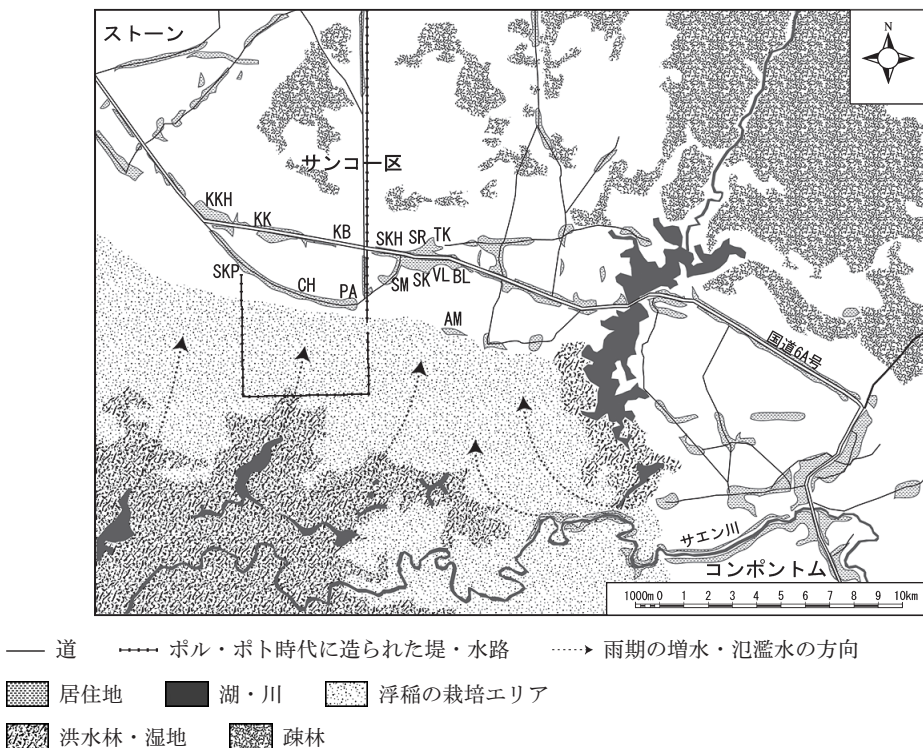 ストーン
N
サンコー区
KKH
KK
KB
SKH
SR
TK
SKP
CH
PA
SM
SK
VL
BL
AM
国道6A号
サエン川
コンポントム
1000m 0 1 2 3 4 5 6 7 8 9 10km
道 ポル・ポト時代に造られた堤・水路 雨期の増水・氾濫水の方向
居住地 湖・川 浮稲の栽培エリア
洪水林・湿地 疎林